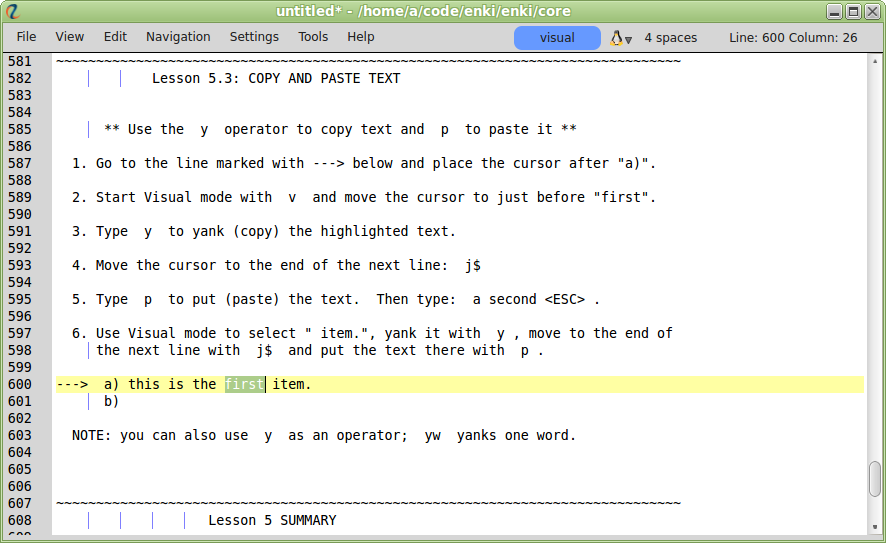 untitled* - /home/a/code/enki/enki/core
File View Edit Navigation Settings Tools Help visual 4 spaces Line: 600 Column: 26
581 ~~~~~~~~~~~~~~~~~~~~~~~~~~~~~~~~~~~~~~~~~~~~~~~~~~~~~~~~~~~~~~~~~~~~~~~~~~~~~~
582 Lesson 5.3: COPY AND PASTE TEXT
583
584
585 ** Use the y operator to copy text and p to paste it **
586
587 1. Go to the line marked with ---> below and place the cursor after "a)".
588
589 2. Start Visual mode with v and move the cursor to just before "first".
590
591 3. Type y to yank (copy) the highlighted text.
592
593 4. Move the cursor to the end of the next line: j$
594
595 5. Type p to put (paste) the text. Then type: a second <ESC> .
596
597 6. Use Visual mode to select " item.", yank it with y , move to the end of
598 the next line with j$ and put the text there with p .
599
600 ---> a) this is the first item.
601 b)
602
603 NOTE: you can also use y as an operator; yw yanks one word.
604
605
606
607 ~~~~~~~~~~~~~~~~~~~~~~~~~~~~~~~~~~~~~~~~~~~~~~~~~~~~~~~~~~~~~~~~~~~~~~~~~~~~~~
608 Lesson 5 SUMMARY